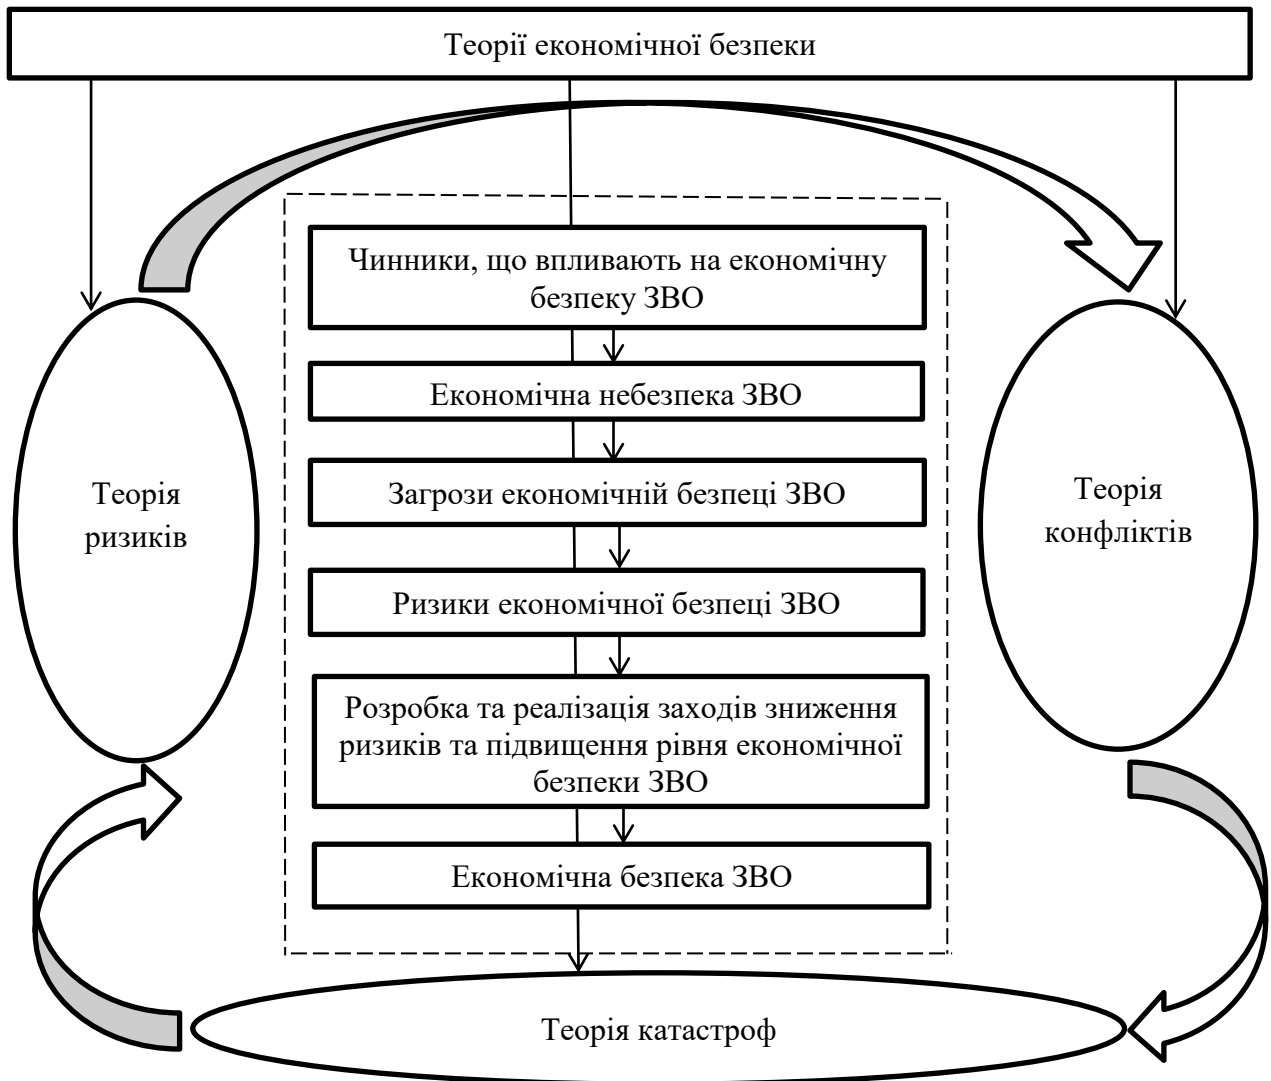 Теорії економічної безпеки
Чинники, що впливають на економічну
безпеку ЗВО
Економічна небезпека ЗВО
Загрози економічній безпеці ЗВО
Ризики економічної безпеці ЗВО
Розробка та реалізація заходів зниження
ризиків та підвищення рівня економічної
безпеки ЗВО
Економічна безпека ЗВО
Теорія
ризиків
Теорія
конфліктів
Теорія катастроф